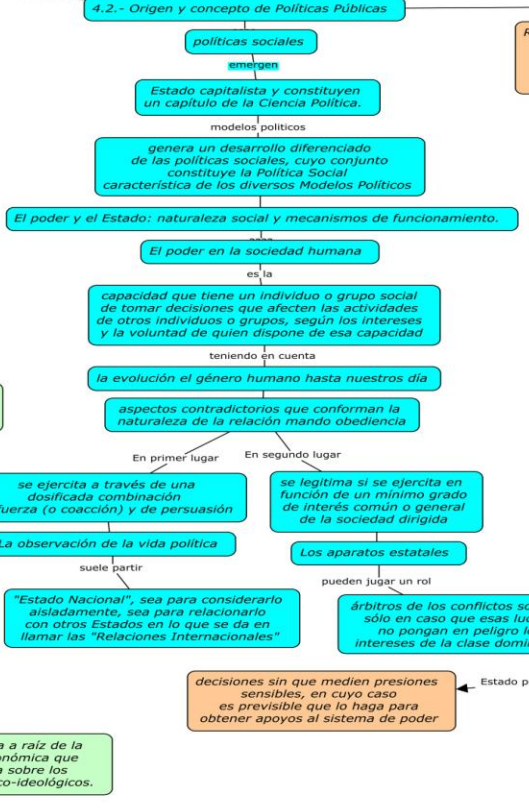 4.2.- Origen y concepto de Políticas Públicas
R
políticas sociales
emergen
Estado capitalista y constituyen
un capítulo de la Ciencia Política.
modelos politicos
genera un desarrollo diferenciado
de las políticas sociales, cuyo conjunto
constituye la Política Social
característica de los diversos Modelos Políticos
El poder y el Estado: naturaleza social y mecanismos de funcionamiento.
El poder en la sociedad humana
es la
capacidad que tiene un individuo o grupo social
de tomar decisiones que afecten las actividades
de otros individuos o grupos, según los intereses
y la voluntad de quien dispone de esa capacidad
teniendo en cuenta
la evolución el género humano hasta nuestros día
aspectos contradictorios que conforman la
naturaleza de la relación mando obediencia
En primer lugar
se ejercita a través de una
dosificada combinación
fuerza (o coacción) y de persuasión
La observación de la vida política
suele partir
"Estado Nacional", sea para considerarlo
aisladamente, sea para relacionarlo
con otros Estados en lo que se da en
llamar las "Relaciones Internacionales"
En segundo lugar
se legitima si se ejercita en
función de un mínimo grado
de interés común o general
de la sociedad dirigida
Los aparatos estatales
pueden jugar un rol
árbitros de los conflictos so
sólo en caso que esas luc
no pongan en peligro l
intereses de la clase domi
decisiones sin que medien presiones
sensibles, en cuyo caso
es previsible que lo haga para
obtener apoyos al sistema de poder
Estado p
a a raíz de la
onómica que
a sobre los
co-ideológicos.